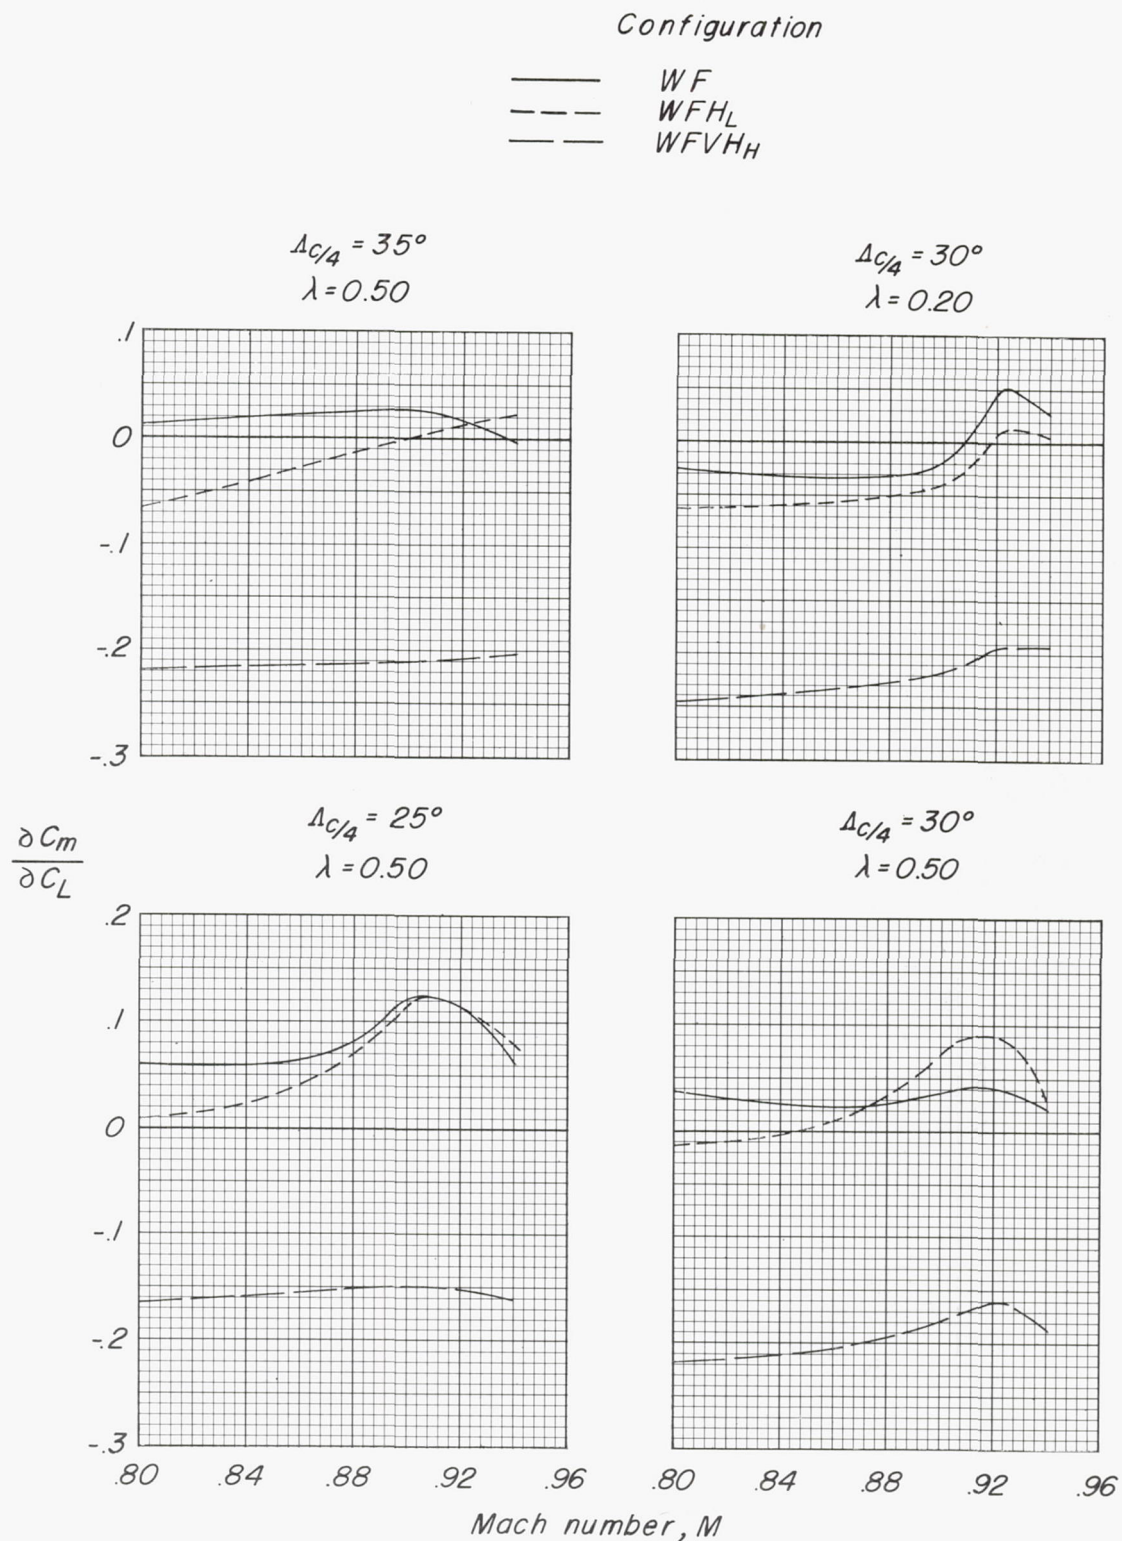 Configuration
WF
WFH_L
WFVH_H
Λc/4 = 35°
λ = 0.50
Λc/4 = 30°
λ = 0.20
.1
0
-.1
-.2
-.3
Λc/4 = 25°
λ = 0.50
Λc/4 = 30°
λ = 0.50
∂Cm
∂CL
.2
.1
0
-.1
-.2
-.3
.80 .84 .88 .92 .96
.80 .84 .88 .92 .96
Mach number, M